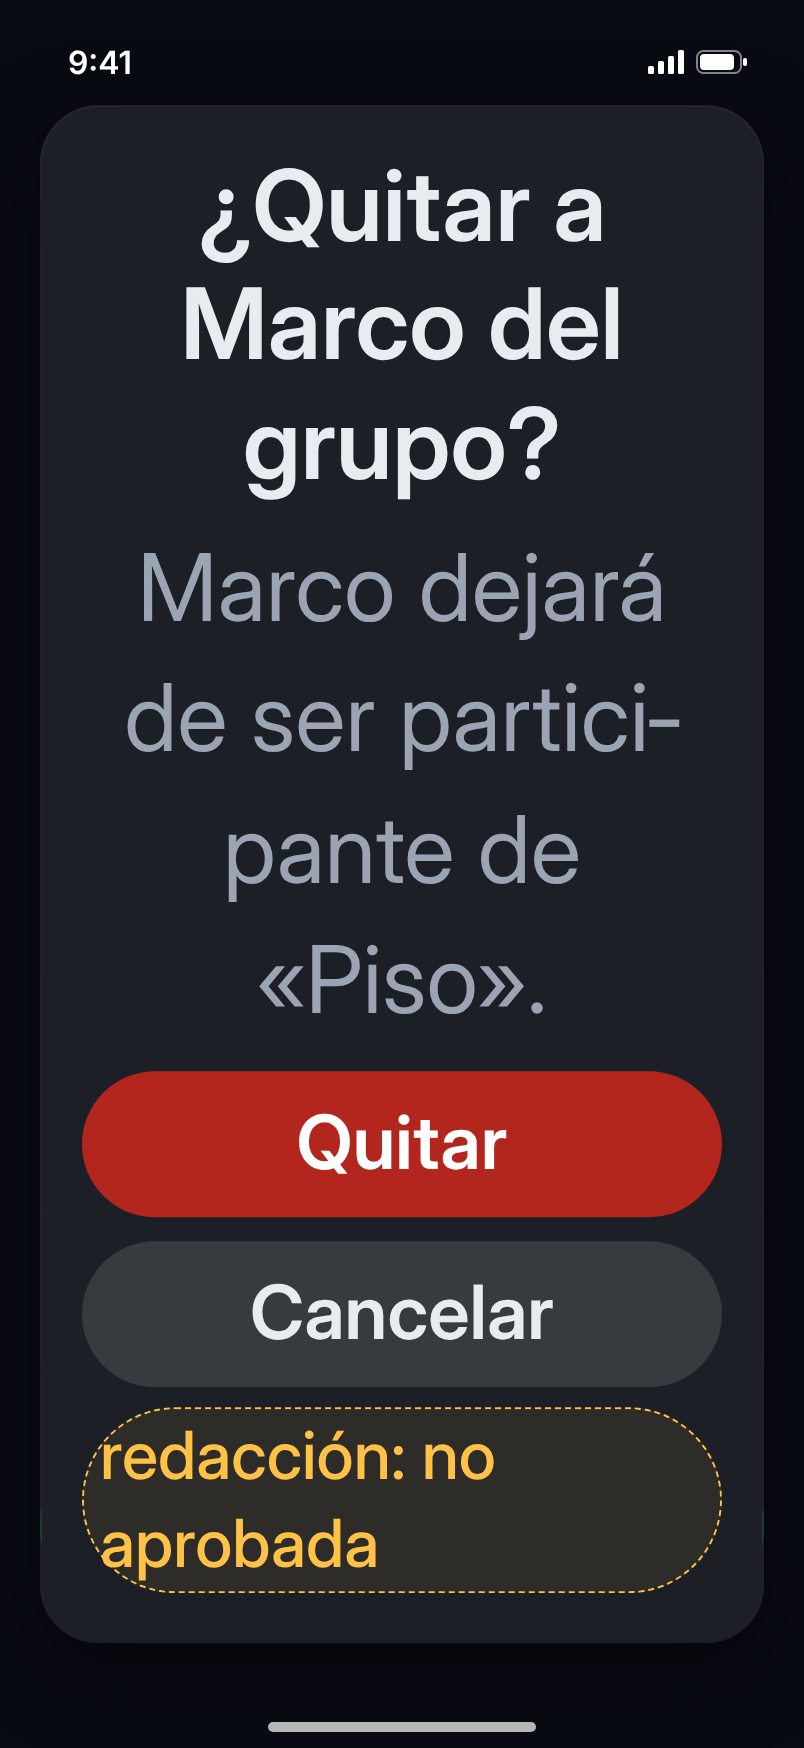 9:41
¿Quitar a
Marco del
grupo?
Marco dejará
de ser partici-
pante de
«Piso».
Quitar
Cancelar
redacción: no
aprobada